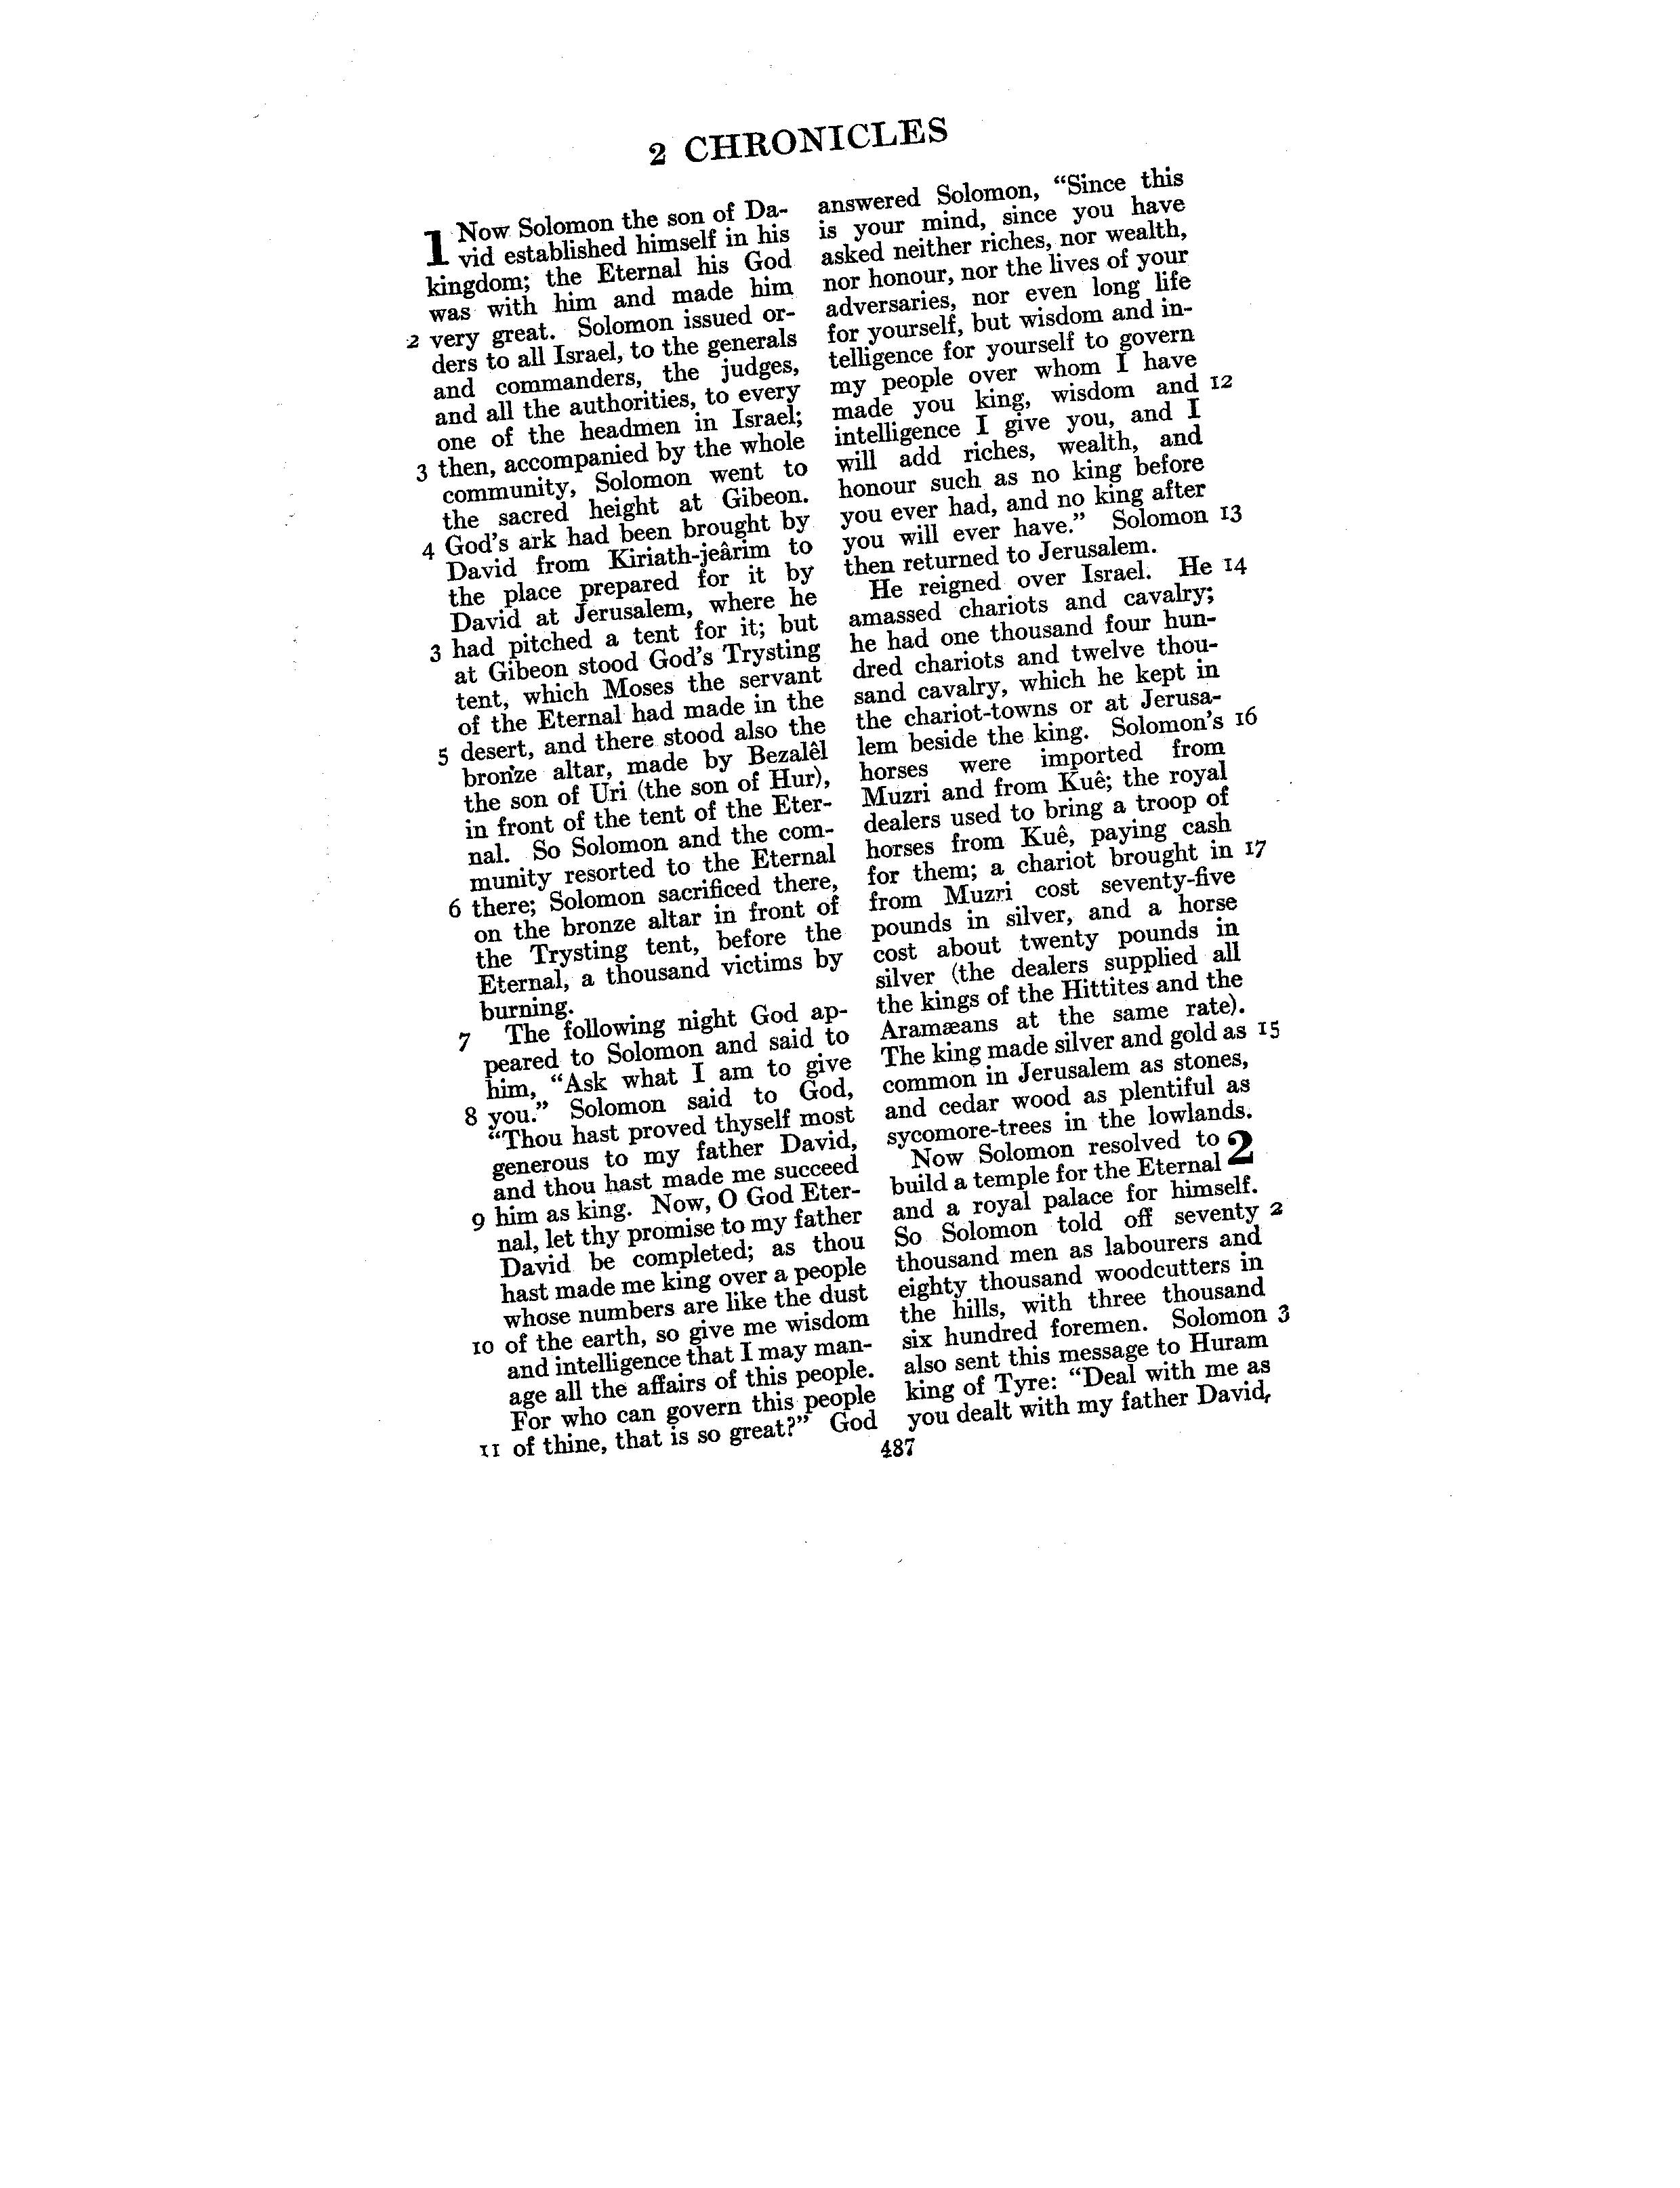 2 CHRONICLES
1 Now Solomon the son of Da-
vid established himself in his
kingdom; the Eternal his God
was with him and made him
2 very great. Solomon issued or-
ders to all Israel, to the generals
and commanders, the judges,
and all the authorities, to every
one of the headmen in Israel;
3 then, accompanied by the whole
community, Solomon went to
the sacred height at Gibeon.
4 God's ark had been brought by
David from Kiriath-jeârim to
the place prepared for it by
David at Jerusalem, where he
3 had pitched a tent for it; but
at Gibeon stood God's Trysting
tent, which Moses the servant
of the Eternal had made in the
5 desert, and there stood also the
bronze altar, made by Bezalêl
the son of Uri (the son of Hur),
in front of the tent of the Eter-
nal. So Solomon and the com-
munity resorted to the Eternal
6 there; Solomon sacrificed there,
on the bronze altar in front of
the Trysting tent, before the
Eternal, a thousand victims by
burning.
7 The following night God ap-
peared to Solomon and said to
him, “Ask what I am to give
8 you.” Solomon said to God,
“Thou hast proved thyself most
generous to my father David,
and thou hast made me succeed
9 him as king. Now, O God Eter-
nal, let thy promise to my father
David be completed; as thou
hast made me king over a people
whose numbers are like the dust
10 of the earth, so give me wisdom
and intelligence that I may man-
age all the affairs of this people.
For who can govern this people
11 of thine, that is so great?” God
answered Solomon, “Since this
is your mind, since you have
asked neither riches, nor wealth,
nor honour, nor the lives of your
adversaries, nor even long life
for yourself, but wisdom and in-
telligence for yourself to govern
my people over whom I have
made you king, wisdom and 12
intelligence I give you, and I
will add riches, wealth, and
honour such as no king before
you ever had, and no king after
you will ever have.” Solomon 13
then returned to Jerusalem.
He reigned over Israel. He 14
amassed chariots and cavalry;
he had one thousand four hun-
dred chariots and twelve thou-
sand cavalry, which he kept in
the chariot-towns or at Jerusa-
lem beside the king. Solomon's 16
horses were imported from
Muzri and from Kuê; the royal
dealers used to bring a troop of
horses from Kuê, paying cash
for them; a chariot brought in 17
from Muzri cost seventy-five
pounds in silver, and a horse
cost about twenty pounds in
silver (the dealers supplied all
the kings of the Hittites and the
Aramæans at the same rate).
The king made silver and gold as 15
common in Jerusalem as stones,
and cedar wood as plentiful as
sycomore-trees in the lowlands.
Now Solomon resolved to 2
build a temple for the Eternal
and a royal palace for himself.
So Solomon told off seventy 2
thousand men as labourers and
eighty thousand woodcutters in
the hills, with three thousand
six hundred foremen. Solomon 3
also sent this message to Huram
king of Tyre: “Deal with me as
you dealt with my father David,
487